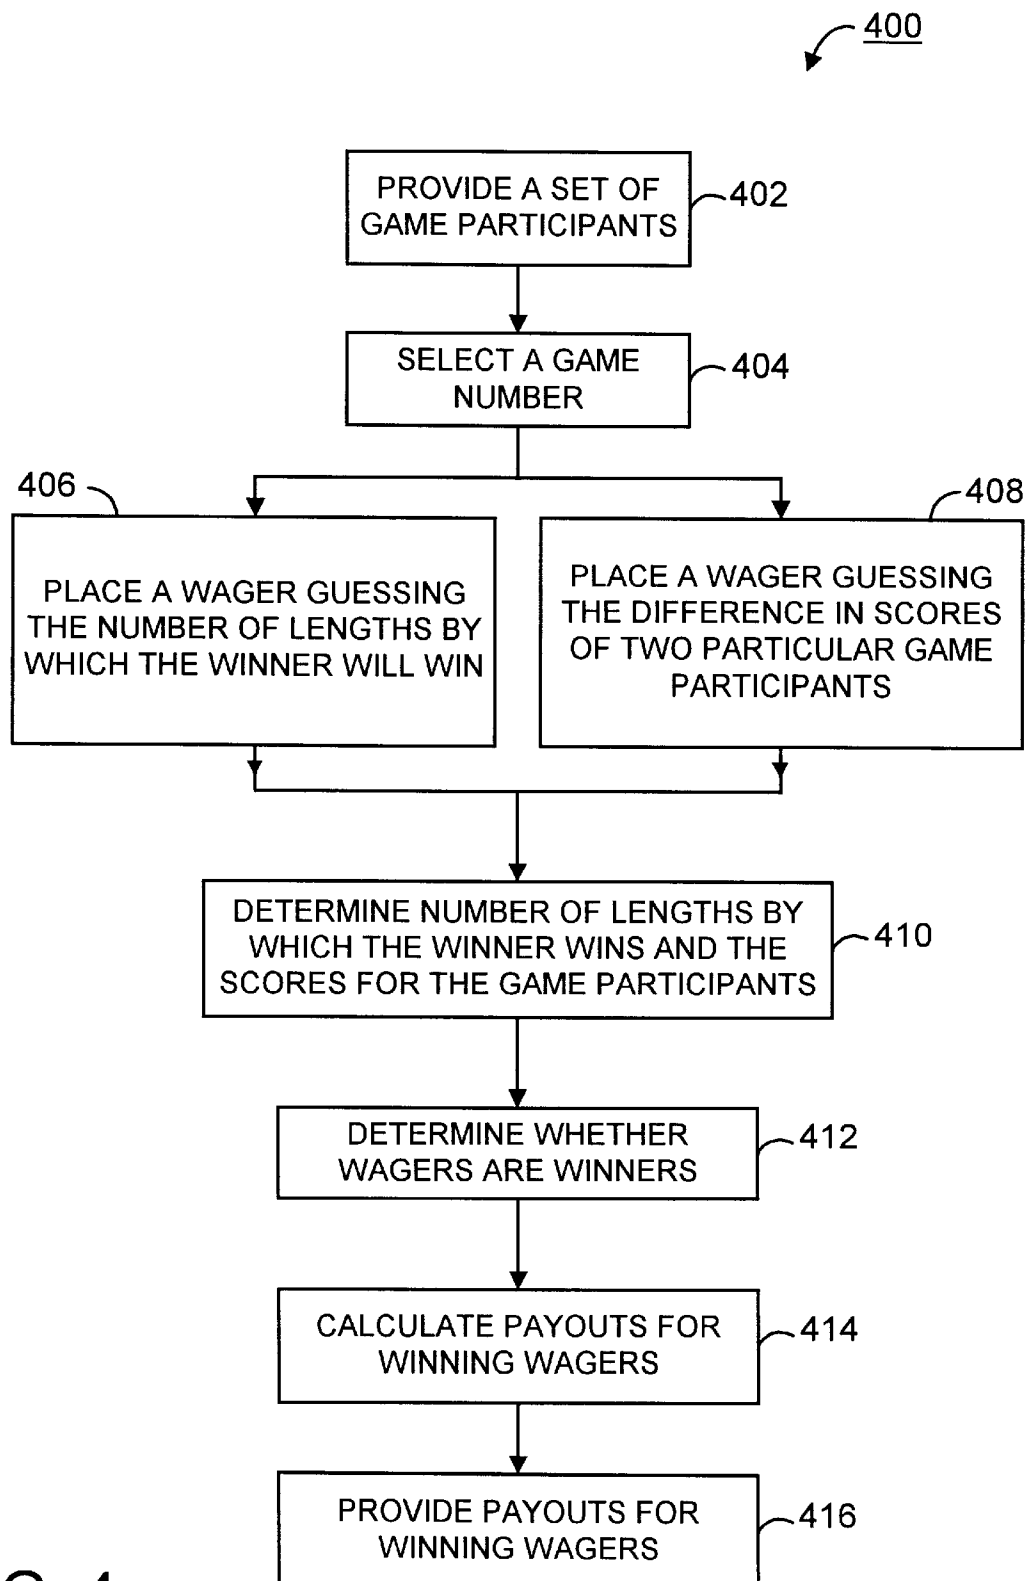 400
PROVIDE A SET OF
GAME PARTICIPANTS
402
SELECT A GAME
NUMBER
404
406
PLACE A WAGER GUESSING
THE NUMBER OF LENGTHS BY
WHICH THE WINNER WILL WIN
408
PLACE A WAGER GUESSING
THE DIFFERENCE IN SCORES
OF TWO PARTICULAR GAME
PARTICIPANTS
DETERMINE NUMBER OF LENGTHS BY
WHICH THE WINNER WINS AND THE
SCORES FOR THE GAME PARTICIPANTS
410
DETERMINE WHETHER
WAGERS ARE WINNERS
412
CALCULATE PAYOUTS FOR
WINNING WAGERS
414
PROVIDE PAYOUTS FOR
WINNING WAGERS
416